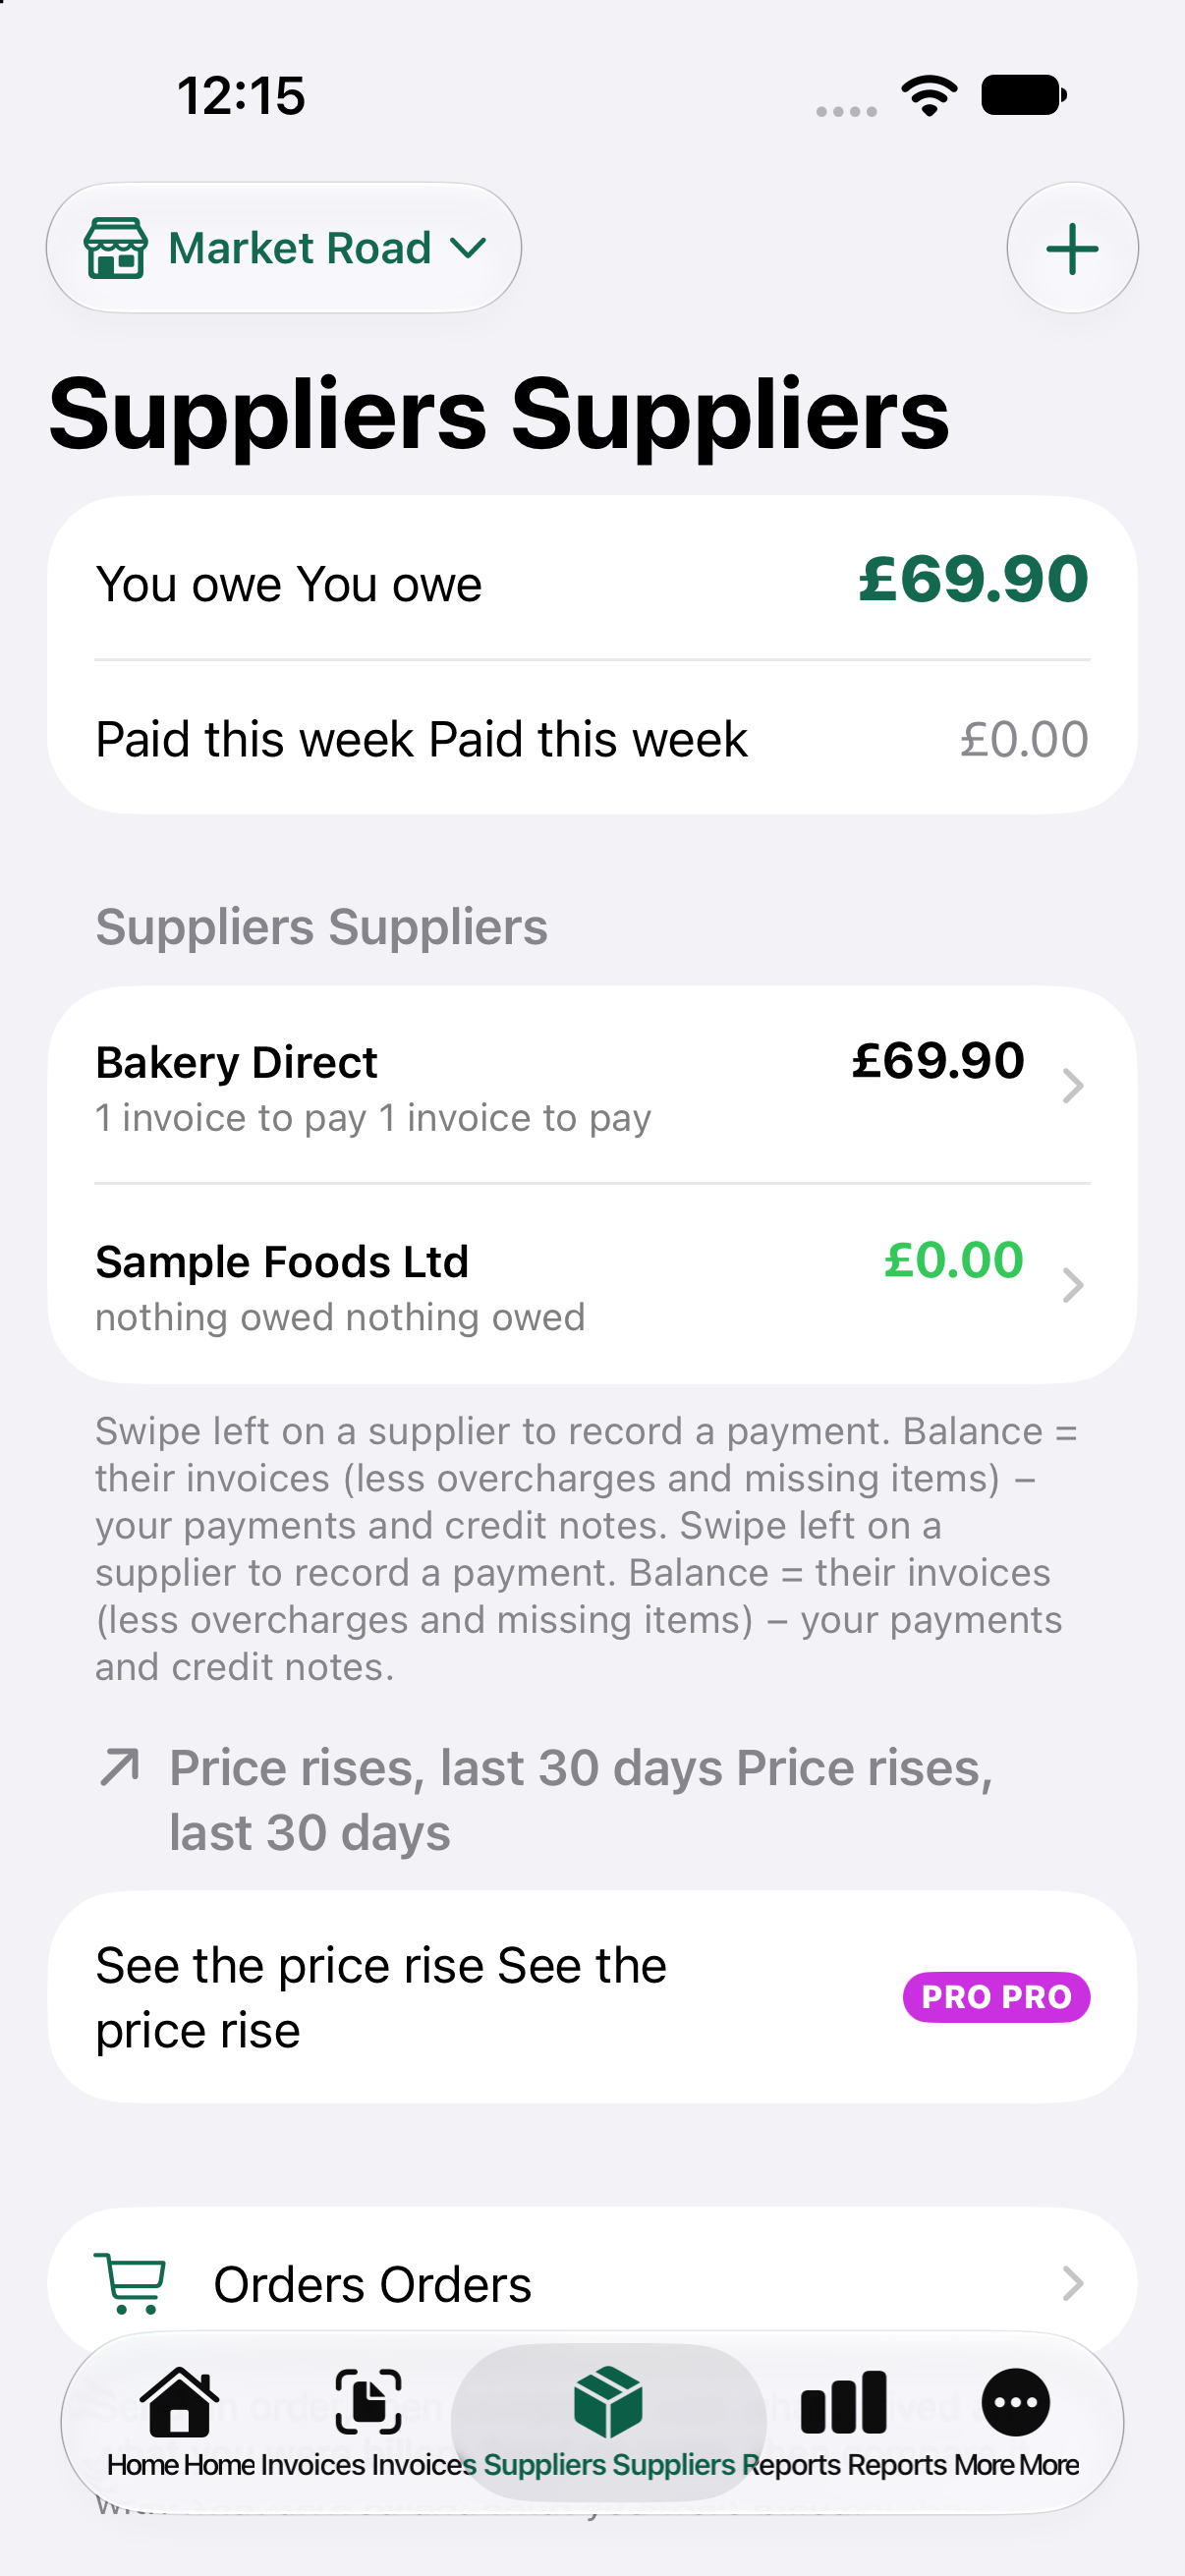 12:15
Market Road
Suppliers Suppliers
You owe You owe £69.90
Paid this week Paid this week £0.00
Suppliers Suppliers
Bakery Direct £69.90
1 invoice to pay 1 invoice to pay
Sample Foods Ltd £0.00
nothing owed nothing owed
Swipe left on a supplier to record a payment. Balance =
their invoices (less overcharges and missing items) –
your payments and credit notes. Swipe left on a
supplier to record a payment. Balance = their invoices
(less overcharges and missing items) – your payments
and credit notes.
Price rises, last 30 days Price rises,
last 30 days
See the price rise See the
price rise
PRO PRO
Orders Orders
Home Home Invoices Invoices Suppliers Suppliers Reports Reports More More